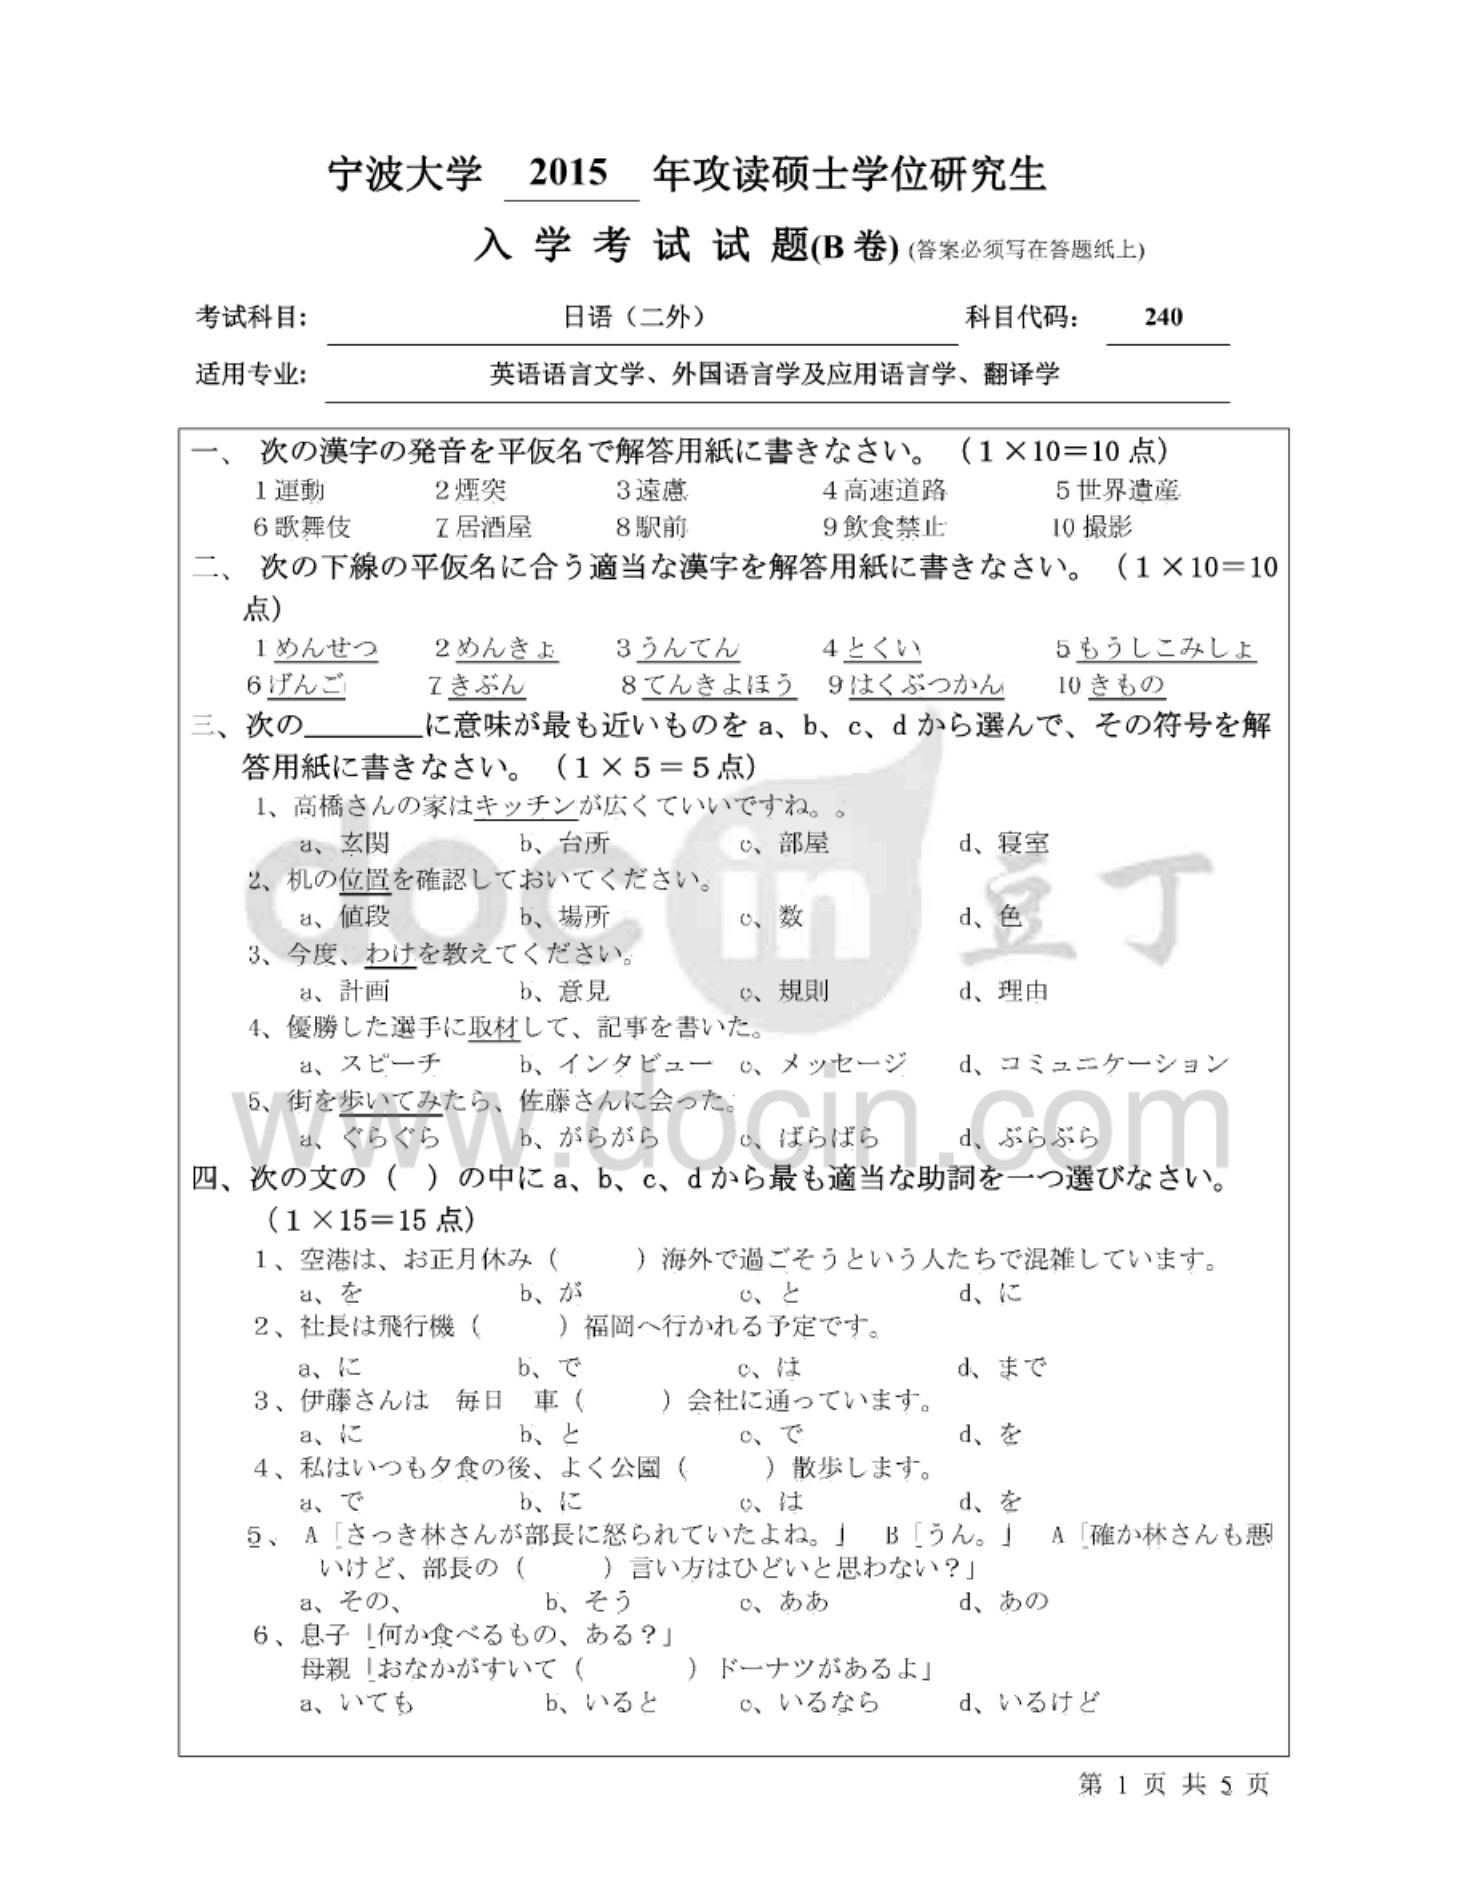 宁波大学 2015 年攻读硕士学位研究生
入 学 考 试 试 题(B 卷) (答案必须写在答题纸上)
考试科目: 日语（二外） 科目代码: 240
适用专业: 英语语言文学、外国语言学及应用语言学、翻译学
一、 次の漢字の発音を平仮名で解答用紙に書きなさい。（１×10＝10 点）
１運動 ２煙突 ３遠慮 ４高速道路 ５世界遺産
６歌舞伎 ７居酒屋 ８駅前 ９飲食禁止 10 撮影
二、 次の下線の平仮名に合う適当な漢字を解答用紙に書きなさい。（１×10＝10
点）
１めんせつ ２めんきょ ３うんてん ４とくい ５もうしこみしょ
６げんご ７きぶん ８てんきよほう ９はくぶつかん 10 きもの
三、次の________に意味が最も近いものを a、b、c、d から選んで、その符号を解
答用紙に書きなさい。（１×５＝５点）
1、高橋さんの家はキッチンが広くていいですね。。
a、玄関 b、台所 c、部屋 d、寝室
2、机の位置を確認しておいてください。
a、値段 b、場所 c、数 d、色
3、今度、わけを教えてください。
a、計画 b、意見 c、規則 d、理由
4、優勝した選手に取材して、記事を書いた。
a、スピーチ b、インタビュー c、メッセージ d、コミュニケーション
5、街を歩いてみたら、佐藤さんに会った。
a、ぐらぐら b、がらがら c、ばらばら d、ぶらぶら
四、次の文の（ ）の中に a、b、c、d から最も適当な助詞を一つ選びなさい。
（１×15＝15 点）
１、空港は、お正月休み（ ）海外で過ごそうという人たちで混雑しています。
a、を b、が c、と d、に
２、社長は飛行機（ ）福岡へ行かれる予定です。
a、に b、で c、は d、まで
３、伊藤さんは 毎日 車（ ）会社に通っています。
a、に b、と c、で d、を
４、私はいつも夕食の後、よく公園（ ）散歩します。
a、で b、に c、は d、を
５、 A「さっき林さんが部長に怒られていたよね。」 B「うん。」 A「確か林さんも悪
いけど、部長の（ ）言い方はひどいと思わない？」
a、その、 b、そう c、ああ d、あの
６、息子「何か食べるもの、ある？」
母親「おなかがすいて（ ）ドーナツがあるよ」
a、いても b、いると c、いるなら d、いるけど
第 1 页 共 5 页
docin 豆丁
www.docin.com